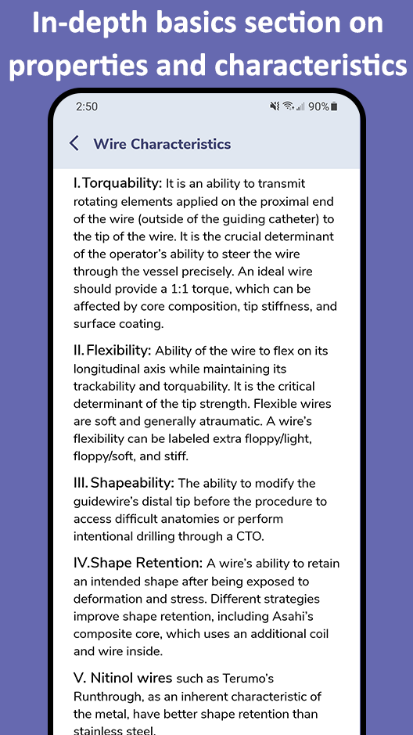 In-depth basics section on
properties and characteristics
2:50
90%
Wire Characteristics
I. Torquability: It is an ability to transmit
rotating elements applied on the proximal end
of the wire (outside of the guiding catheter) to
the tip of the wire. It is the crucial determinant
of the operator's ability to steer the wire
through the vessel precisely. An ideal wire
should provide a 1:1 torque, which can be
affected by core composition, tip stiffness, and
surface coating.
II. Flexibility: Ability of the wire to flex on its
longitudinal axis while maintaining its
trackability and torquability. It is the critical
determinant of the tip strength. Flexible wires
are soft and generally atraumatic. A wire's
flexibility can be labeled extra floppy/light,
floppy/soft, and stiff.
III. Shapeability: The ability to modify the
guidewire's distal tip before the procedure to
access difficult anatomies or perform
intentional drilling through a CTO.
IV. Shape Retention: A wire's ability to retain
an intended shape after being exposed to
deformation and stress. Different strategies
improve shape retention, including Asahi's
composite core, which uses an additional coil
and wire inside.
V. Nitinol wires such as Terumo's
Runthrough, as an inherent characteristic of
the metal, have better shape retention than
stainless steel.